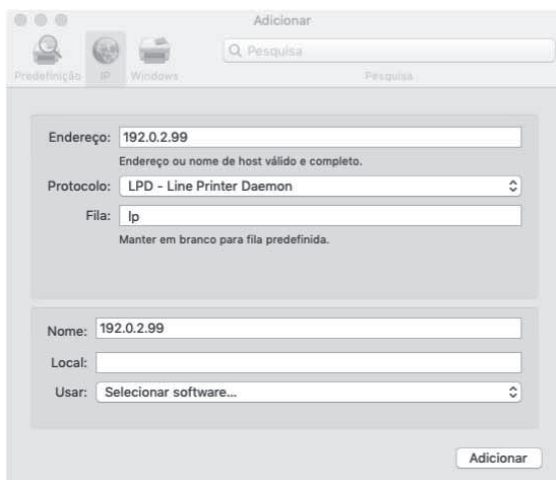 Adicionar
Pesquisa
Predefinição IP Windows Pesquisa
Endereço: 192.0.2.99
Endereço ou nome de host válido e completo.
Protocolo: LPD - Line Printer Daemon
Fila: lp
Manter em branco para fila predefinida.
Nome: 192.0.2.99
Local:
Usar: Selecionar software...
Adicionar